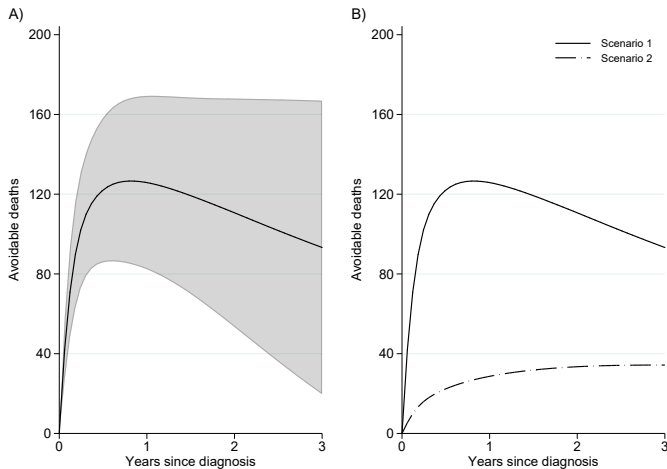 A)
200
160
120
80
40
0
Avoidable deaths
0 1 2 3
Years since diagnosis
B)
Scenario 1
Scenario 2
200
160
120
80
40
0
Avoidable deaths
0 1 2 3
Years since diagnosis